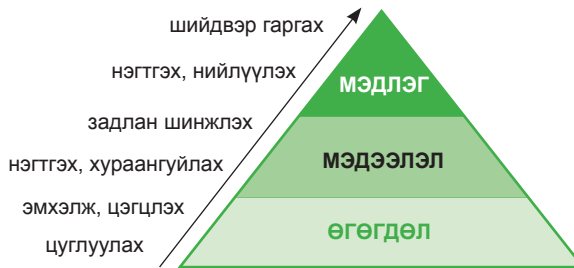 шийдвэр гаргах
нэгтгэх, нийлүүлэх
МЭДЛЭГ
задлан шинжлэх
нэгтгэх, хураангуйлах
МЭДЭЭЛЭЛ
эмхэлж, цэгцлэх
ӨГӨГДӨЛ
цуглуулах